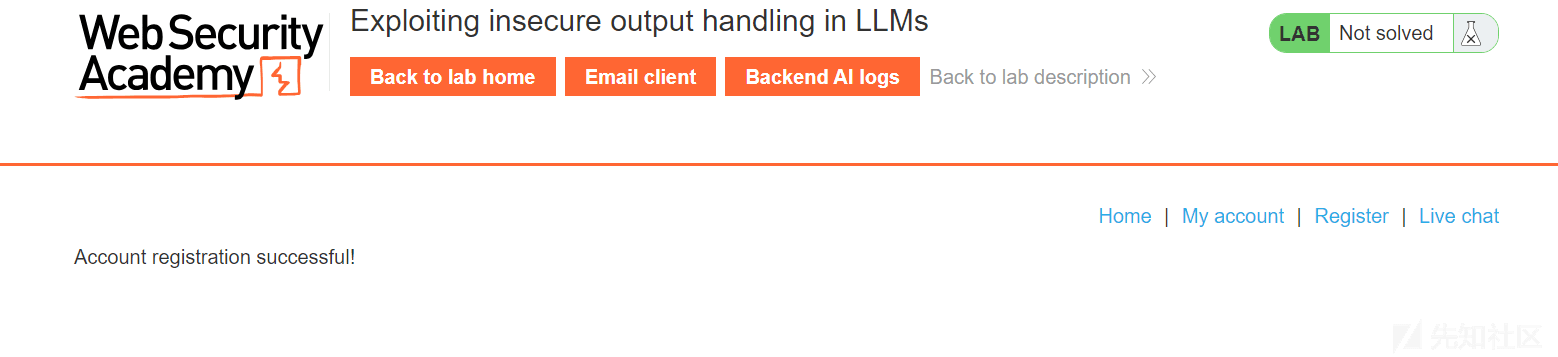 Web Security
Academy
Exploiting insecure output handling in LLMs
Back to lab home Email client Backend AI logs Back to lab description
LAB Not solved
Home | My account | Register | Live chat
Account registration successful!
先知社区